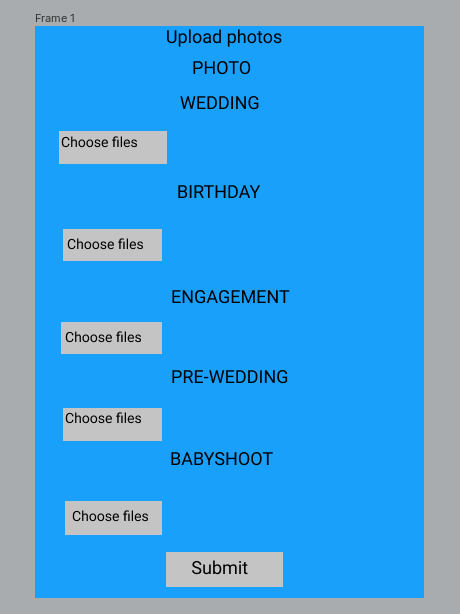 Frame 1
Upload photos
PHOTO
WEDDING
Choose files
BIRTHDAY
Choose files
ENGAGEMENT
Choose files
PRE-WEDDING
Choose files
BABYSHOOT
Choose files
Submit